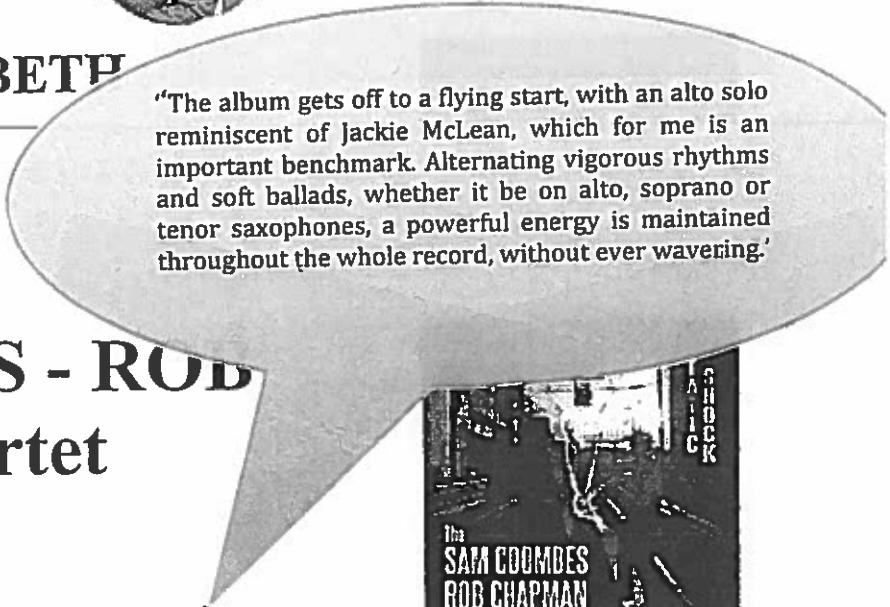 BETH
"The album gets off to a flying start, with an alto solo
reminiscent of Jackie McLean, which for me is an
important benchmark. Alternating vigorous rhythms
and soft ballads, whether it be on alto, soprano or
tenor saxophones, a powerful energy is maintained
throughout the whole record, without ever wavering.'
S - ROB
rtet
SHOCK
The
SAM COOMBES
ROB CHAPMAN